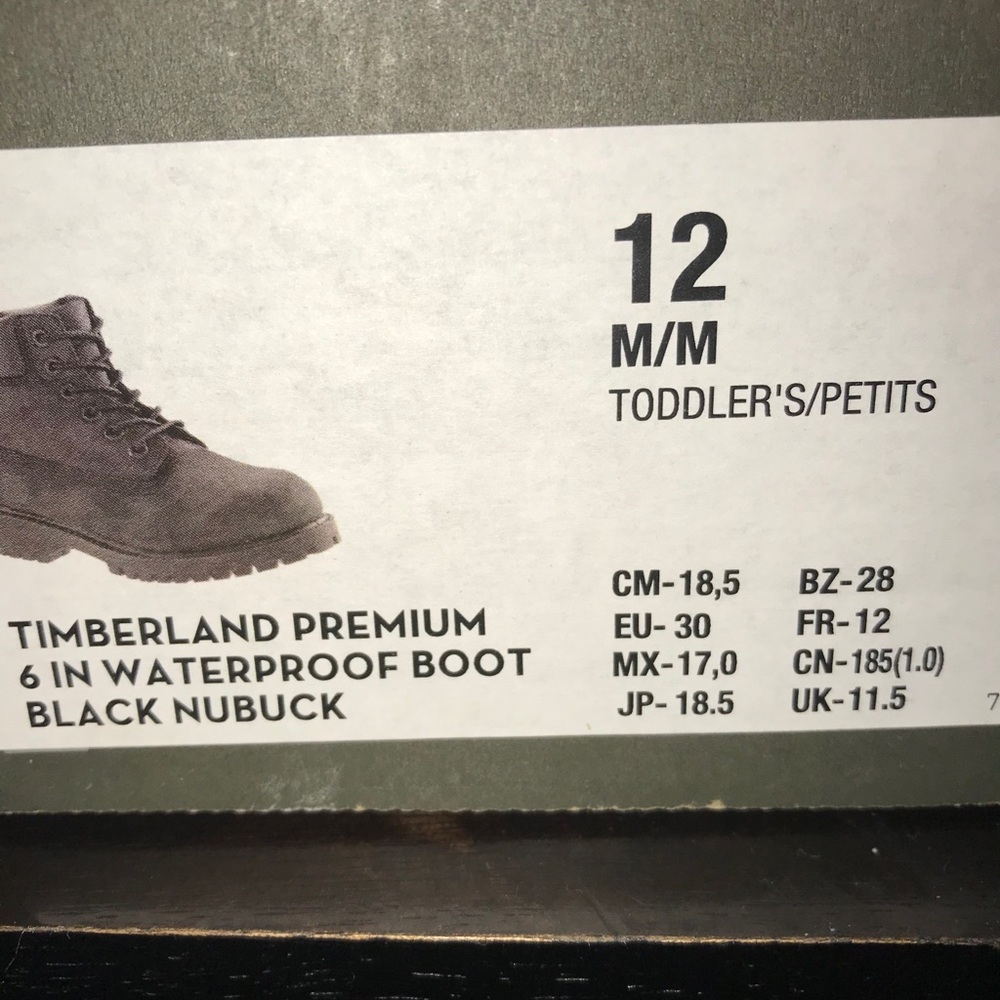 12
M/M
TODDLER'S/PETITS
TIMBERLAND PREMIUM
6 IN WATERPROOF BOOT
BLACK NUBUCK
CM-18,5 BZ-28
EU- 30 FR-12
MX-17,0 CN-185(1.0)
JP- 18.5 UK-11.5
7